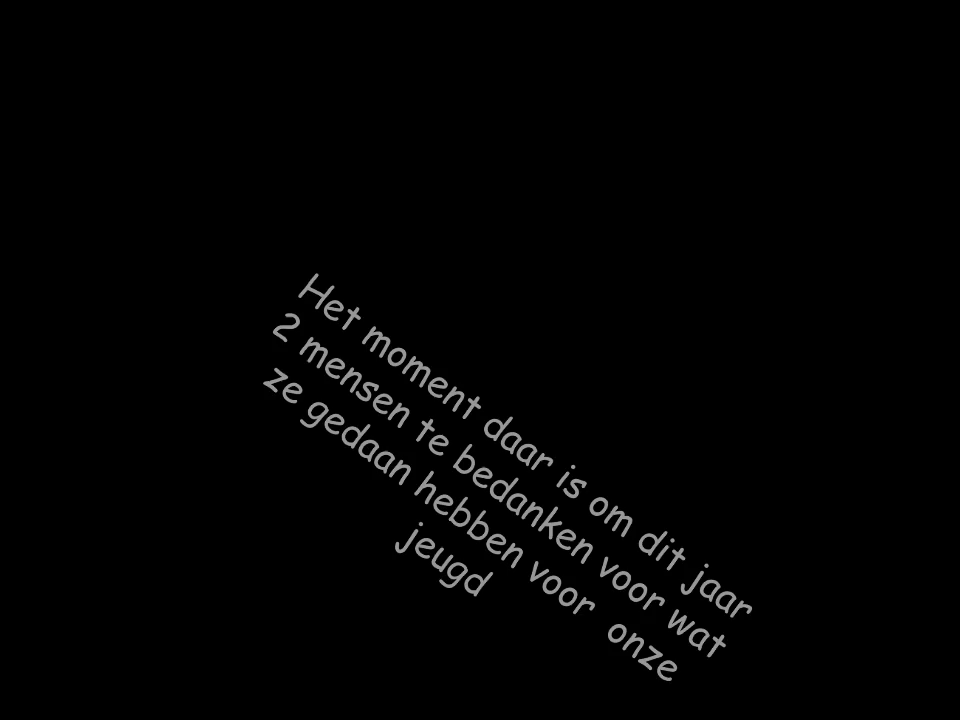 Het moment daar is om dit jaar
2 mensen te bedanken voor wat
ze gedaan hebben voor onze
jeugd